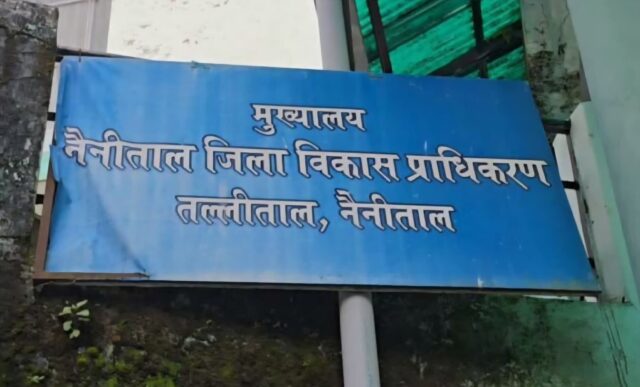 मुख्यालय
नैनीताल जिला विकास प्राधिकरण
तल्लीताल, नैनीताल